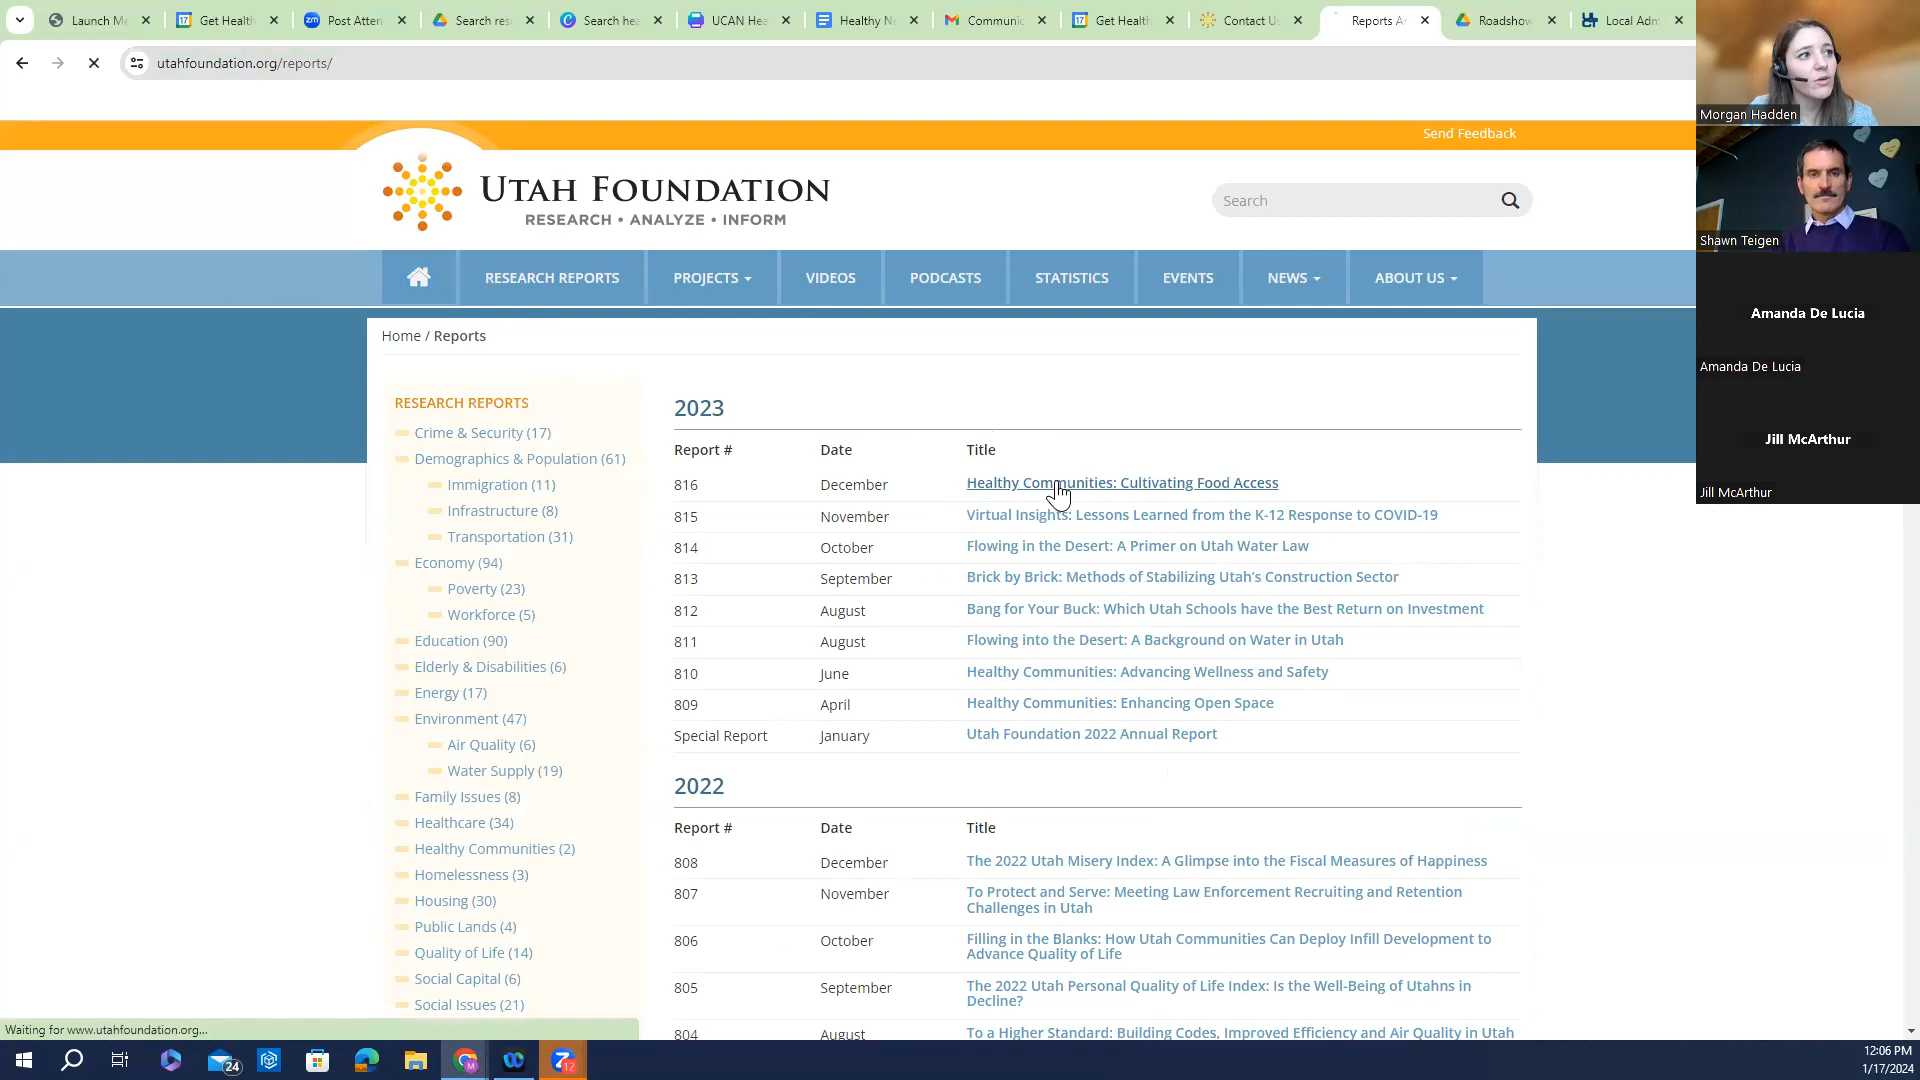 Launch Me
Get Health
Post Atten
Search res
Search hea
UCAN Hea
Healthy Ne
Communic
Get Health
Contact Us
Reports Ar
Roadshow
Local Adm
utahfoundation.org/reports/
Send Feedback
UTAH FOUNDATION
RESEARCH • ANALYZE • INFORM
Search
RESEARCH REPORTS
PROJECTS
VIDEOS
PODCASTS
STATISTICS
EVENTS
NEWS
ABOUT US
Home / Reports
RESEARCH REPORTS
Crime & Security (17)
Demographics & Population (61)
Immigration (11)
Infrastructure (8)
Transportation (31)
Economy (94)
Poverty (23)
Workforce (5)
Education (90)
Elderly & Disabilities (6)
Energy (17)
Environment (47)
Air Quality (6)
Water Supply (19)
Family Issues (8)
Healthcare (34)
Healthy Communities (2)
Homelessness (3)
Housing (30)
Public Lands (4)
Quality of Life (14)
Social Capital (6)
Social Issues (21)
2023
Report # Date Title
816 December Healthy Communities: Cultivating Food Access
815 November Virtual Insights: Lessons Learned from the K-12 Response to COVID-19
814 October Flowing in the Desert: A Primer on Utah Water Law
813 September Brick by Brick: Methods of Stabilizing Utah's Construction Sector
812 August Bang for Your Buck: Which Utah Schools have the Best Return on Investment
811 August Flowing into the Desert: A Background on Water in Utah
810 June Healthy Communities: Advancing Wellness and Safety
809 April Healthy Communities: Enhancing Open Space
Special Report January Utah Foundation 2022 Annual Report
2022
Report # Date Title
808 December The 2022 Utah Misery Index: A Glimpse into the Fiscal Measures of Happiness
807 November To Protect and Serve: Meeting Law Enforcement Recruiting and Retention
Challenges in Utah
806 October Filling in the Blanks: How Utah Communities Can Deploy Infill Development to
Advance Quality of Life
805 September The 2022 Utah Personal Quality of Life Index: Is the Well-Being of Utahns in
Decline?
804 August To a Higher Standard: Building Codes, Improved Efficiency and Air Quality in Utah
Morgan Hadden
Shawn Teigen
Amanda De Lucia
Amanda De Lucia
Jill McArthur
Jill McArthur
Waiting for www.utahfoundation.org...
24
12
12:06 PM
1/17/2024